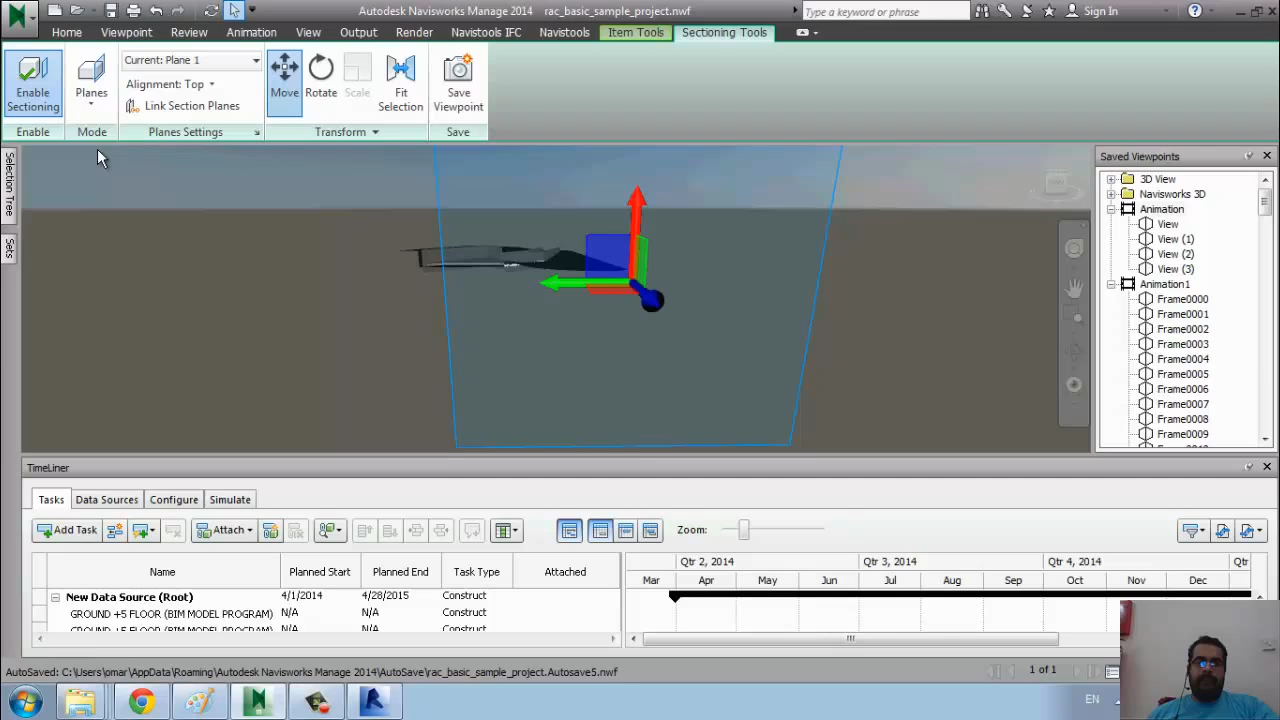 Autodesk Navisworks Manage 2014 rac_basic_sample_project.nwf
Type a keyword or phrase
Sign In
Home Viewpoint Review Animation View Output Render Navistools IFC Navistools Item Tools Sectioning Tools
Enable Sectioning
Planes
Current: Plane 1
Alignment: Top
Link Section Planes
Move
Rotate
Scale
Fit Selection
Save Viewpoint
Enable Mode Planes Settings Transform Save
Selection Tree
Sets
Saved Viewpoints
3D View
Navisworks 3D
Animation
View
View (1)
View (2)
View (3)
Animation1
Frame0000
Frame0001
Frame0002
Frame0003
Frame0004
Frame0005
Frame0006
Frame0007
Frame0008
Frame0009
TimeLiner
Tasks Data Sources Configure Simulate
Add Task Attach Zoom:
Name Planned Start Planned End Task Type Attached
Qtr 2, 2014 Qtr 3, 2014 Qtr 4, 2014 Qtr
Mar Apr May Jun Jul Aug Sep Oct Nov Dec
New Data Source (Root) 4/1/2014 4/28/2015 Construct
GROUND +5 FLOOR (BIM MODEL PROGRAM) N/A N/A Construct
GROUND +5 FLOOR (BIM MODEL PROGRAM) N/A N/A Construct
AutoSaved: C:\Users\omar\AppData\Roaming\Autodesk Navisworks Manage 2014\AutoSave\rac_basic_sample_project.Autosave5.nwf
1 of 1
EN